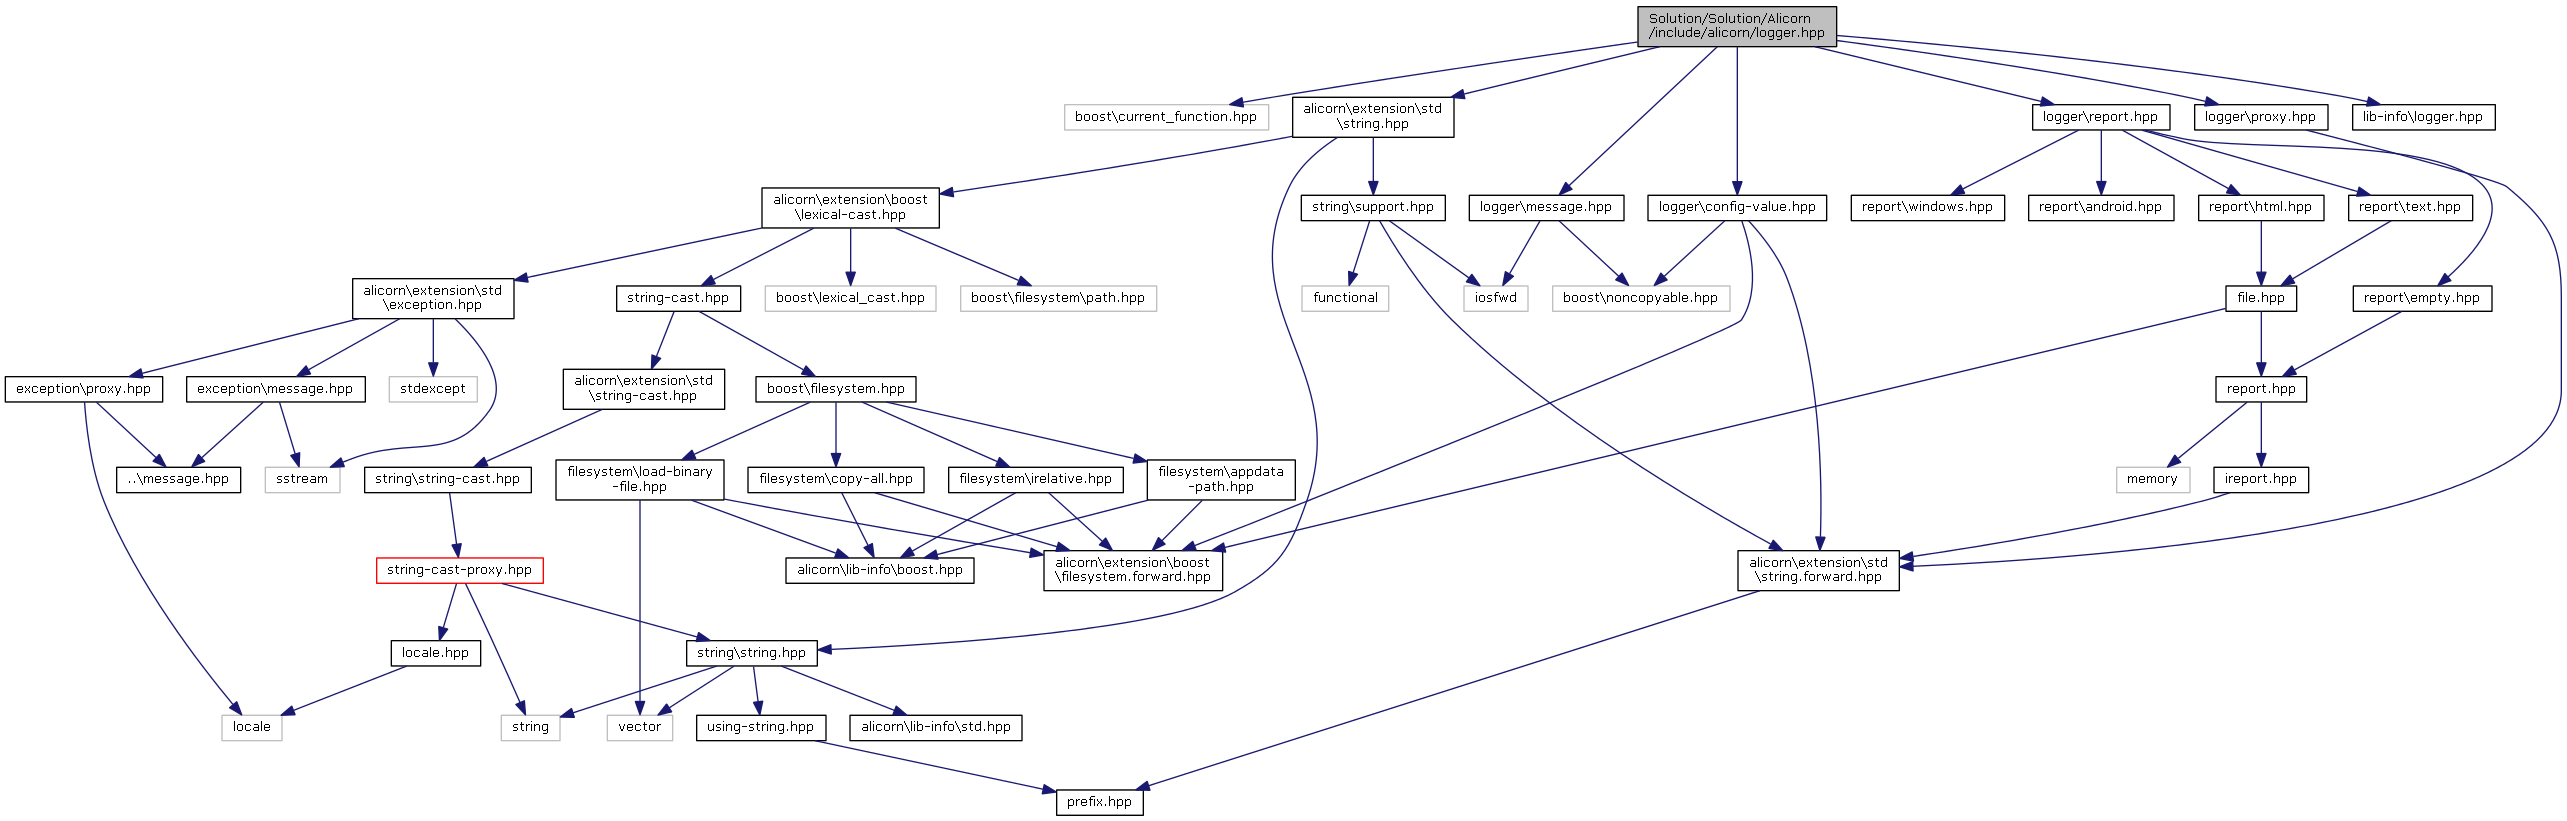 Solution/Solution/Alicorn
/include/alicorn/logger.hpp
boost\current_function.hpp
alicorn\extension\std
\string.hpp
logger\report.hpp
logger\proxy.hpp
lib-info\logger.hpp
alicorn\extension\boost
\lexical-cast.hpp
string\support.hpp
logger\message.hpp
logger\config-value.hpp
report\windows.hpp
report\android.hpp
report\html.hpp
report\text.hpp
alicorn\extension\std
\exception.hpp
string-cast.hpp
boost\lexical_cast.hpp
boost\filesystem\path.hpp
functional
iosfwd
boost\noncopyable.hpp
file.hpp
report\empty.hpp
exception\proxy.hpp
exception\message.hpp
stdexcept
alicorn\extension\std
\string-cast.hpp
boost\filesystem.hpp
report.hpp
..\message.hpp
sstream
string\string-cast.hpp
filesystem\load-binary
-file.hpp
filesystem\copy-all.hpp
filesystem\irelative.hpp
filesystem\appdata
-path.hpp
memory
ireport.hpp
string-cast-proxy.hpp
alicorn\lib-info\boost.hpp
alicorn\extension\boost
\filesystem.forward.hpp
alicorn\extension\std
\string.forward.hpp
locale.hpp
string\string.hpp
locale
string
vector
using-string.hpp
alicorn\lib-info\std.hpp
prefix.hpp